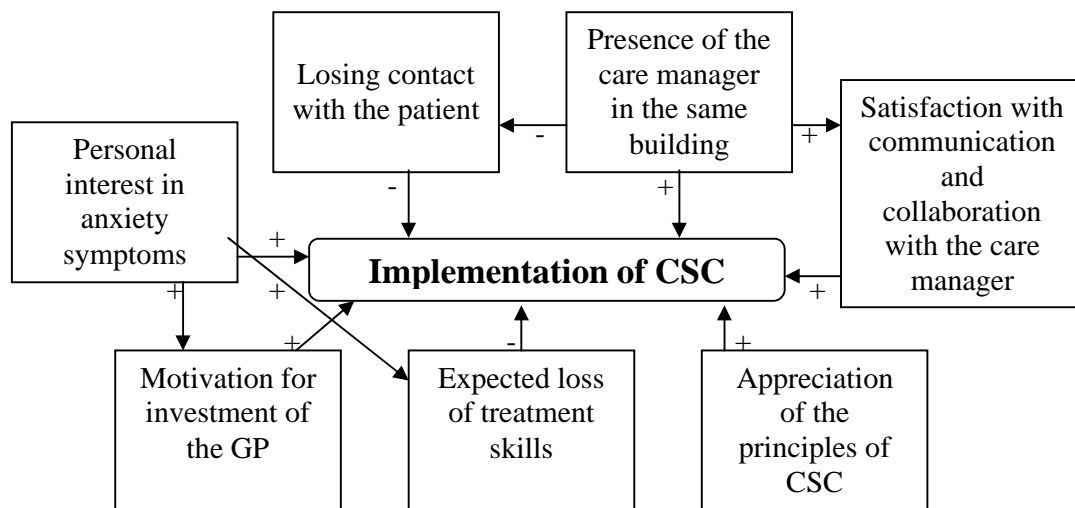 Losing contact
with the patient
Presence of the
care manager
in the same
building
Satisfaction with
communication
and
collaboration
with the care
manager
Personal
interest in
anxiety
symptoms
-
+
-
+
+
+
+
+
Implementation of CSC
+
+
-
+
Motivation for
investment of
the GP
Expected loss
of treatment
skills
Appreciation
of the
principles of
CSC